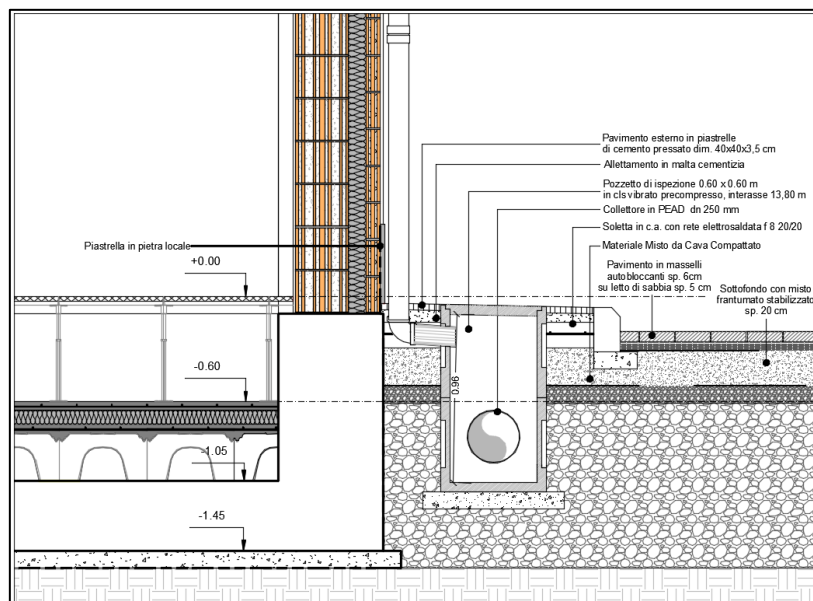 Pavimento esterno in piastrelle
di cemento pressato dim. 40x40x3,5 cm
Allettamento in malta cementizia
Pozzetto di ispezione 0.60 x 0.60 m
in cls vibrato precompresso, interasse 13,80 m
Collettore in PEAD dn 250 mm
Soletta in c.a. con rete elettrosaldata f 8 20/20
Materiale Misto da Cava Compattato
Pavimento in masselli
autobloccanti sp. 6cm
su letto di sabbia sp. 5 cm
Sottofondo con misto
frantumato stabilizzato
sp. 20 cm
Piastrella in pietra locale
+0.00
-0.60
0.96
4
-1.05
-1.45